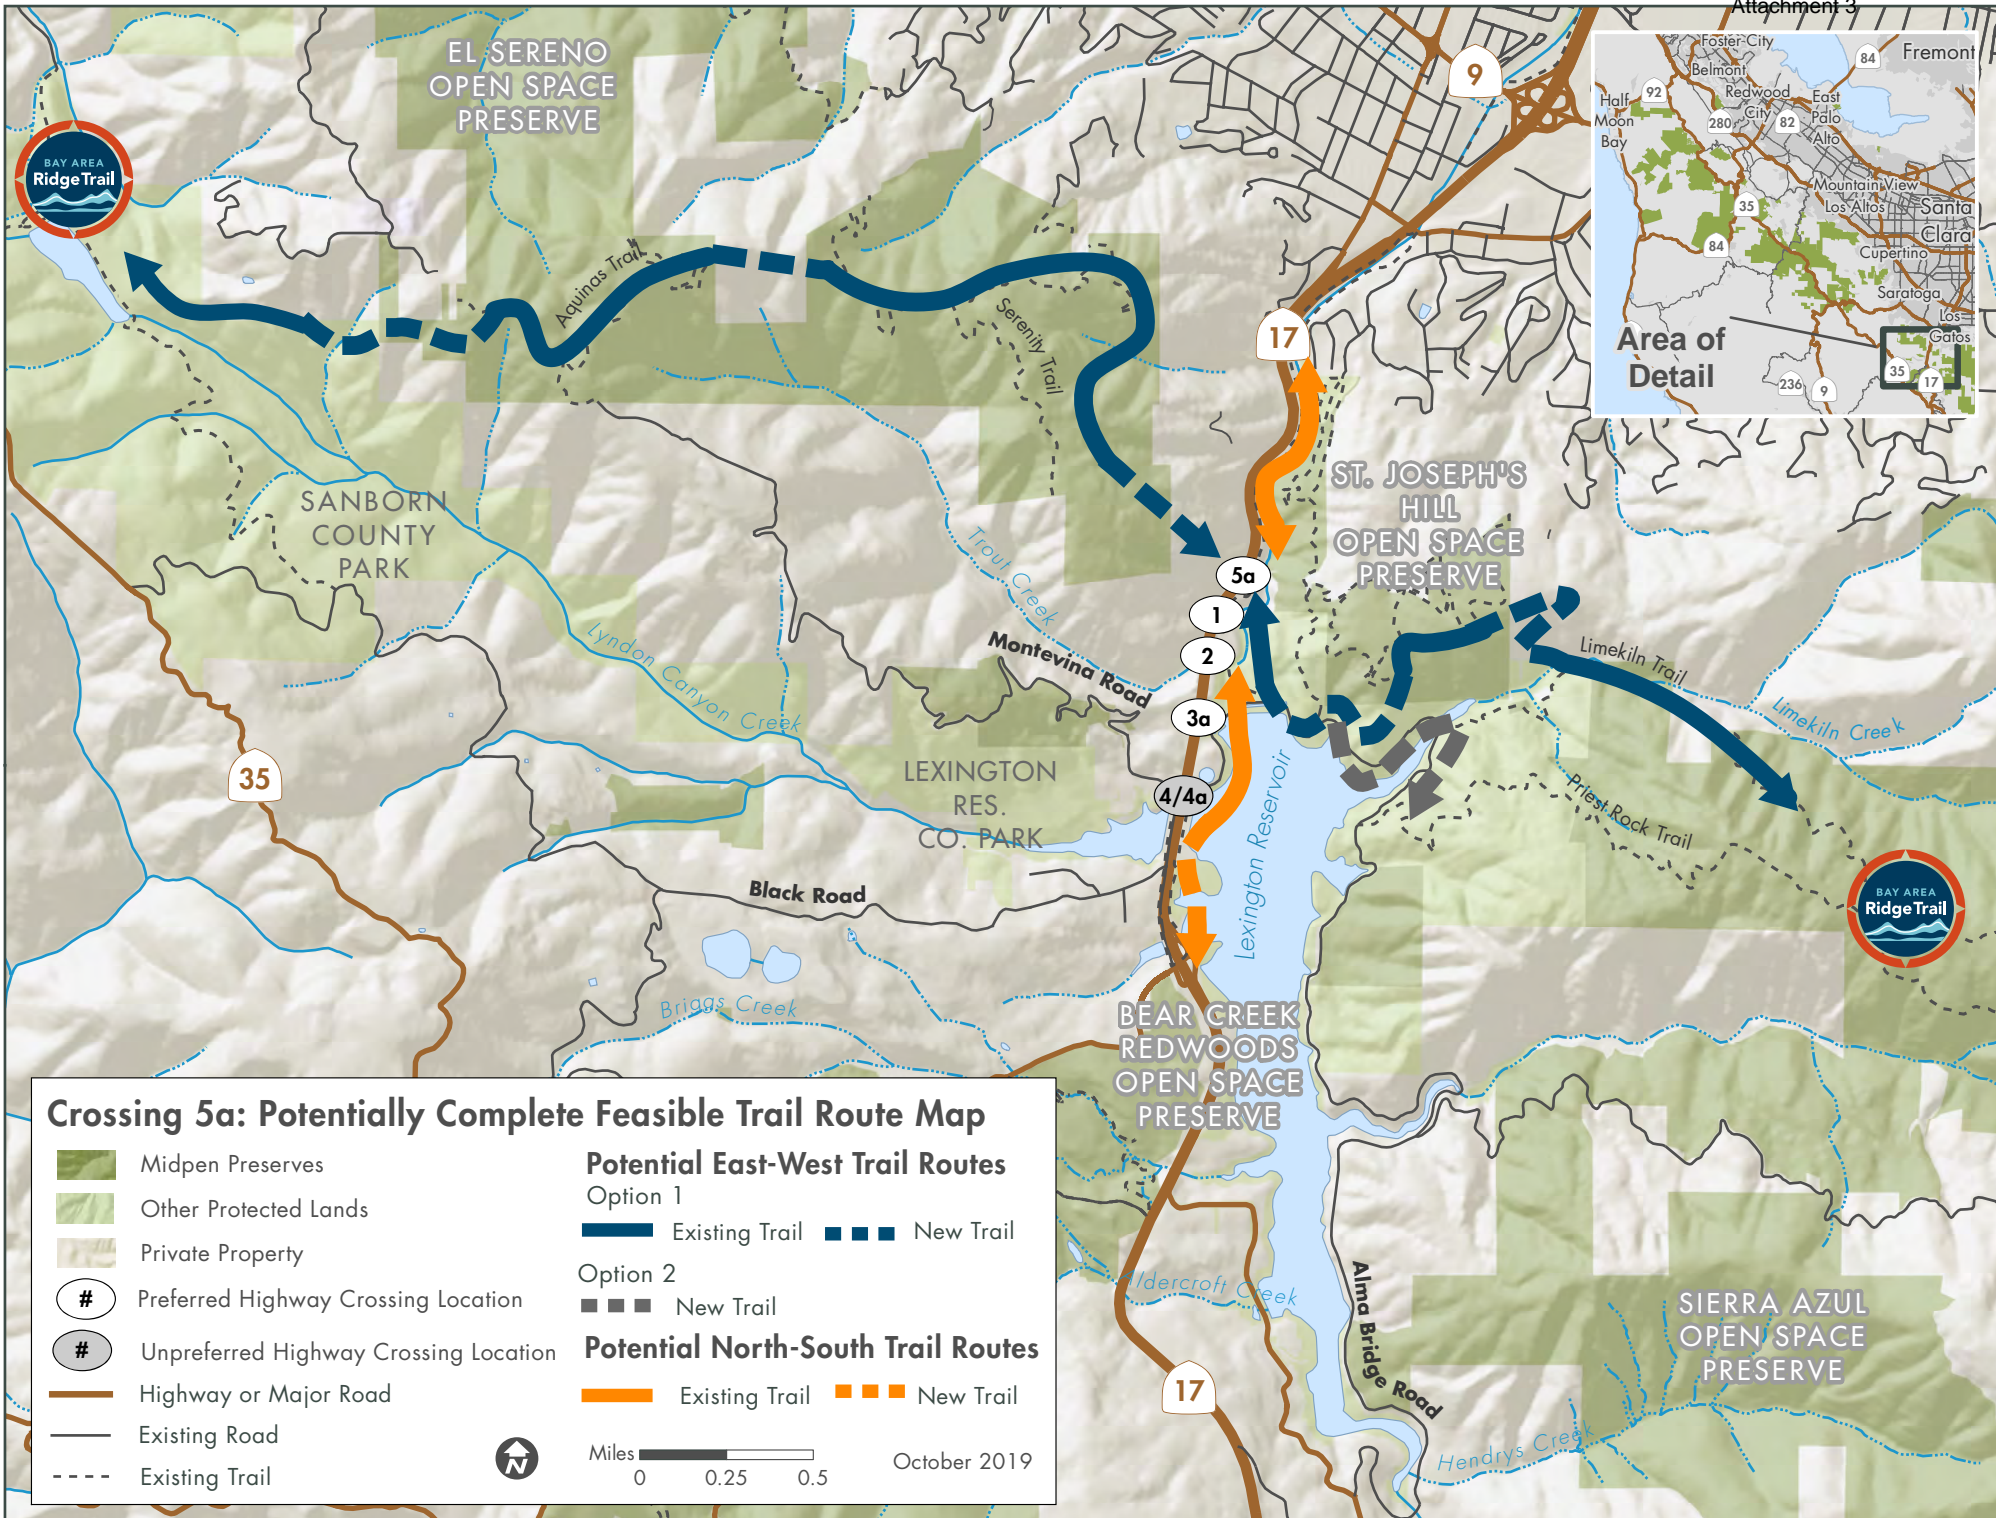 Attachment 3
EL SERENO
OPEN SPACE
PRESERVE
9
BAY AREA
Ridge Trail
Foster City
Belmont
84
Fremont
92
Redwood
City
East
Palo
Alto
Half
Moon
Bay
280
82
Mountain View
Los Altos
35
Santa
Clara
84
Cupertino
Saratoga
Los
Gatos
Area of
Detail
35
17
236
9
Aquinas Trail
Serenity Trail
17
SANBORN
COUNTY
PARK
ST. JOSEPH'S
HILL
OPEN SPACE
PRESERVE
Trout Creek
5a
1
2
3a
4/4a
Lyndon Canyon Creek
Montevina Road
Limekiln Trail
Limekiln Creek
35
LEXINGTON
RES.
CO. PARK
Lexington Reservoir
Priest Rock Trail
Black Road
BAY AREA
Ridge Trail
Briggs Creek
BEAR CREEK
REDWOODS
OPEN SPACE
PRESERVE
ldercroft Creek
Alma Bridge Road
SIERRA AZUL
OPEN SPACE
PRESERVE
17
Hendrys Creek
Crossing 5a: Potentially Complete Feasible Trail Route Map
Midpen Preserves
Other Protected Lands
Private Property
# Preferred Highway Crossing Location
# Unpreferred Highway Crossing Location
Highway or Major Road
Existing Road
Existing Trail
Potential East-West Trail Routes
Option 1
Existing Trail New Trail
Option 2
New Trail
Potential North-South Trail Routes
Existing Trail New Trail
N
Miles
0 0.25 0.5
October 2019